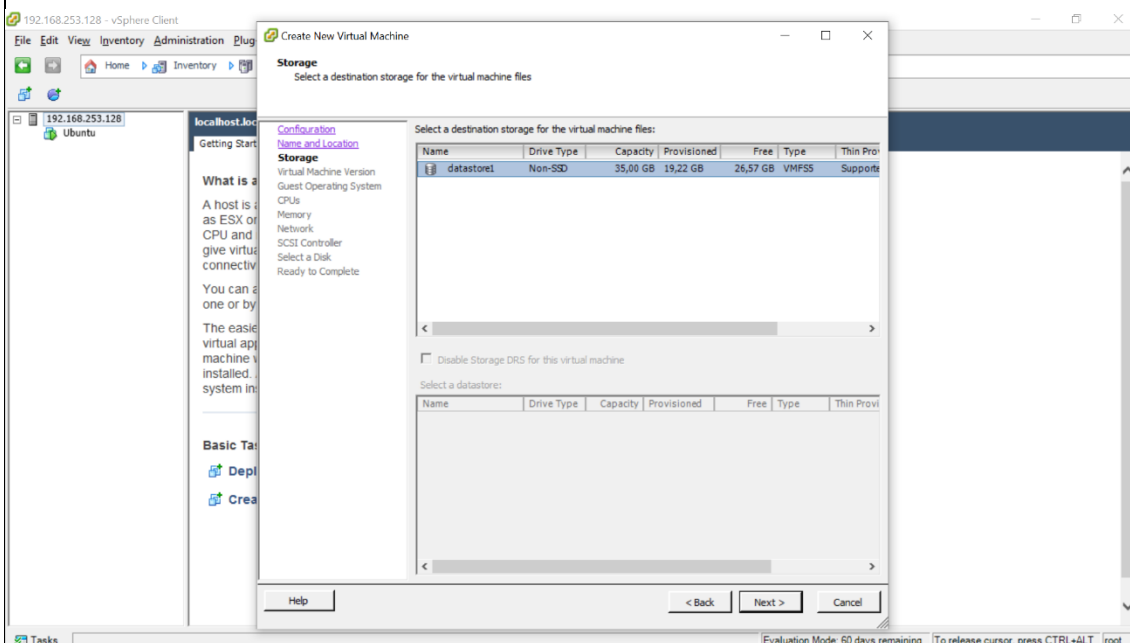 192.168.253.128 - vSphere Client
File Edit View Inventory Administration Plug
Home Inventory
192.168.253.128
Ubuntu
localhost.loc
Getting Start
What is a
A host is a
as ESX or
CPU and
give virtua
connectiv
You can a
one or by
The easie
virtual app
machine v
installed.
system ins
Basic Tas
Depl
Crea
Create New Virtual Machine
Storage
Select a destination storage for the virtual machine files
Configuration
Name and Location
Storage
Virtual Machine Version
Guest Operating System
CPUs
Memory
Network
SCSI Controller
Select a Disk
Ready to Complete
Select a destination storage for the virtual machine files:
Name Drive Type Capacity Provisioned Free Type Thin Prov
datastore1 Non-SSD 35,00 GB 19,22 GB 26,57 GB VMFS5 Supporte
Disable Storage DRS for this virtual machine
Select a datastore:
Name Drive Type Capacity Provisioned Free Type Thin Provi
Help < Back Next > Cancel
Tasks Evaluation Mode: 60 days remaining To release cursor, press CTRL+ALT root